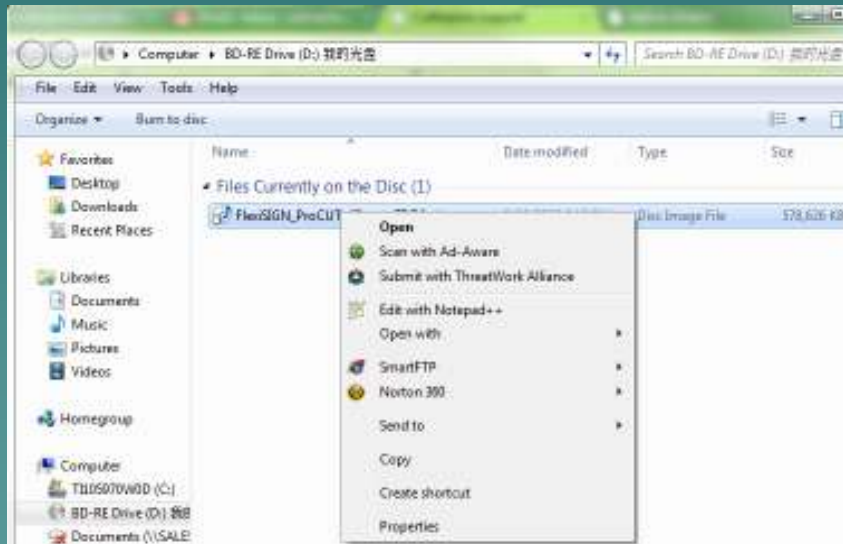 Computer ▸ BD-RE Drive (D:) 我的光盘
Search BD-RE Drive (D:) 我的光盘
File Edit View Tools Help
Organize Burn to disc
Name Date modified Type Size
Favorites
Desktop
Downloads
Recent Places
Libraries
Documents
Music
Pictures
Videos
Homegroup
Computer
TI105970W0D (C:)
BD-RE Drive (D:) 我的
Documents (\\SALES
Files Currently on the Disc (1)
FlexiSIGN_ProCUT Disc Image File 578,626 KB
Open
Scan with Ad-Aware
Submit with ThreatWork Alliance
Edit with Notepad++
Open with
SmartFTP
Norton 360
Send to
Copy
Create shortcut
Properties